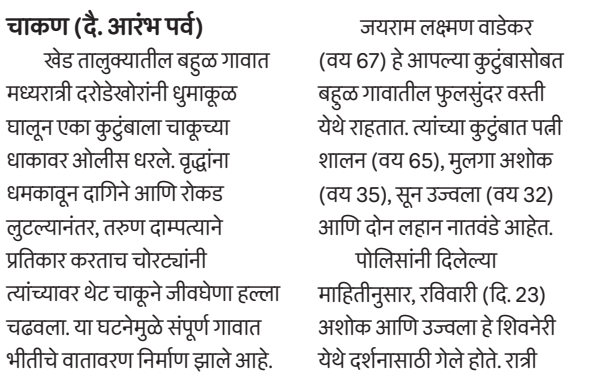 चाकण (दै. आरंभ पर्व)
खेड तालुक्यातील बहुळ गावात
मध्यरात्री दरोडेखोरांनी धुमाकूळ
घालून एका कुटुंबाला चाकूच्या
धाकावर ओलीस धरले. वृद्धांना
धमकावून दागिने आणि रोकड
लुटल्यानंतर, तरुण दाम्पत्याने
प्रतिकार करताच चोरट्यांनी
त्यांच्यावर थेट चाकूने जीवघेणा हल्ला
चढवला. या घटनेमुळे संपूर्ण गावात
भीतीचे वातावरण निर्माण झाले आहे.
जयराम लक्ष्मण वाडेकर
(वय 67) हे आपल्या कुटुंबासोबत
बहुळ गावातील फुलसुंदर वस्ती
येथे राहतात. त्यांच्या कुटुंबात पत्नी
शालन (वय 65), मुलगा अशोक
(वय 35), सून उज्वला (वय 32)
आणि दोन लहान नातवंडे आहेत.
पोलिसांनी दिलेल्या
माहितीनुसार, रविवारी (दि. 23)
अशोक आणि उज्वला हे शिवनेरी
येथे दर्शनासाठी गेले होते. रात्री